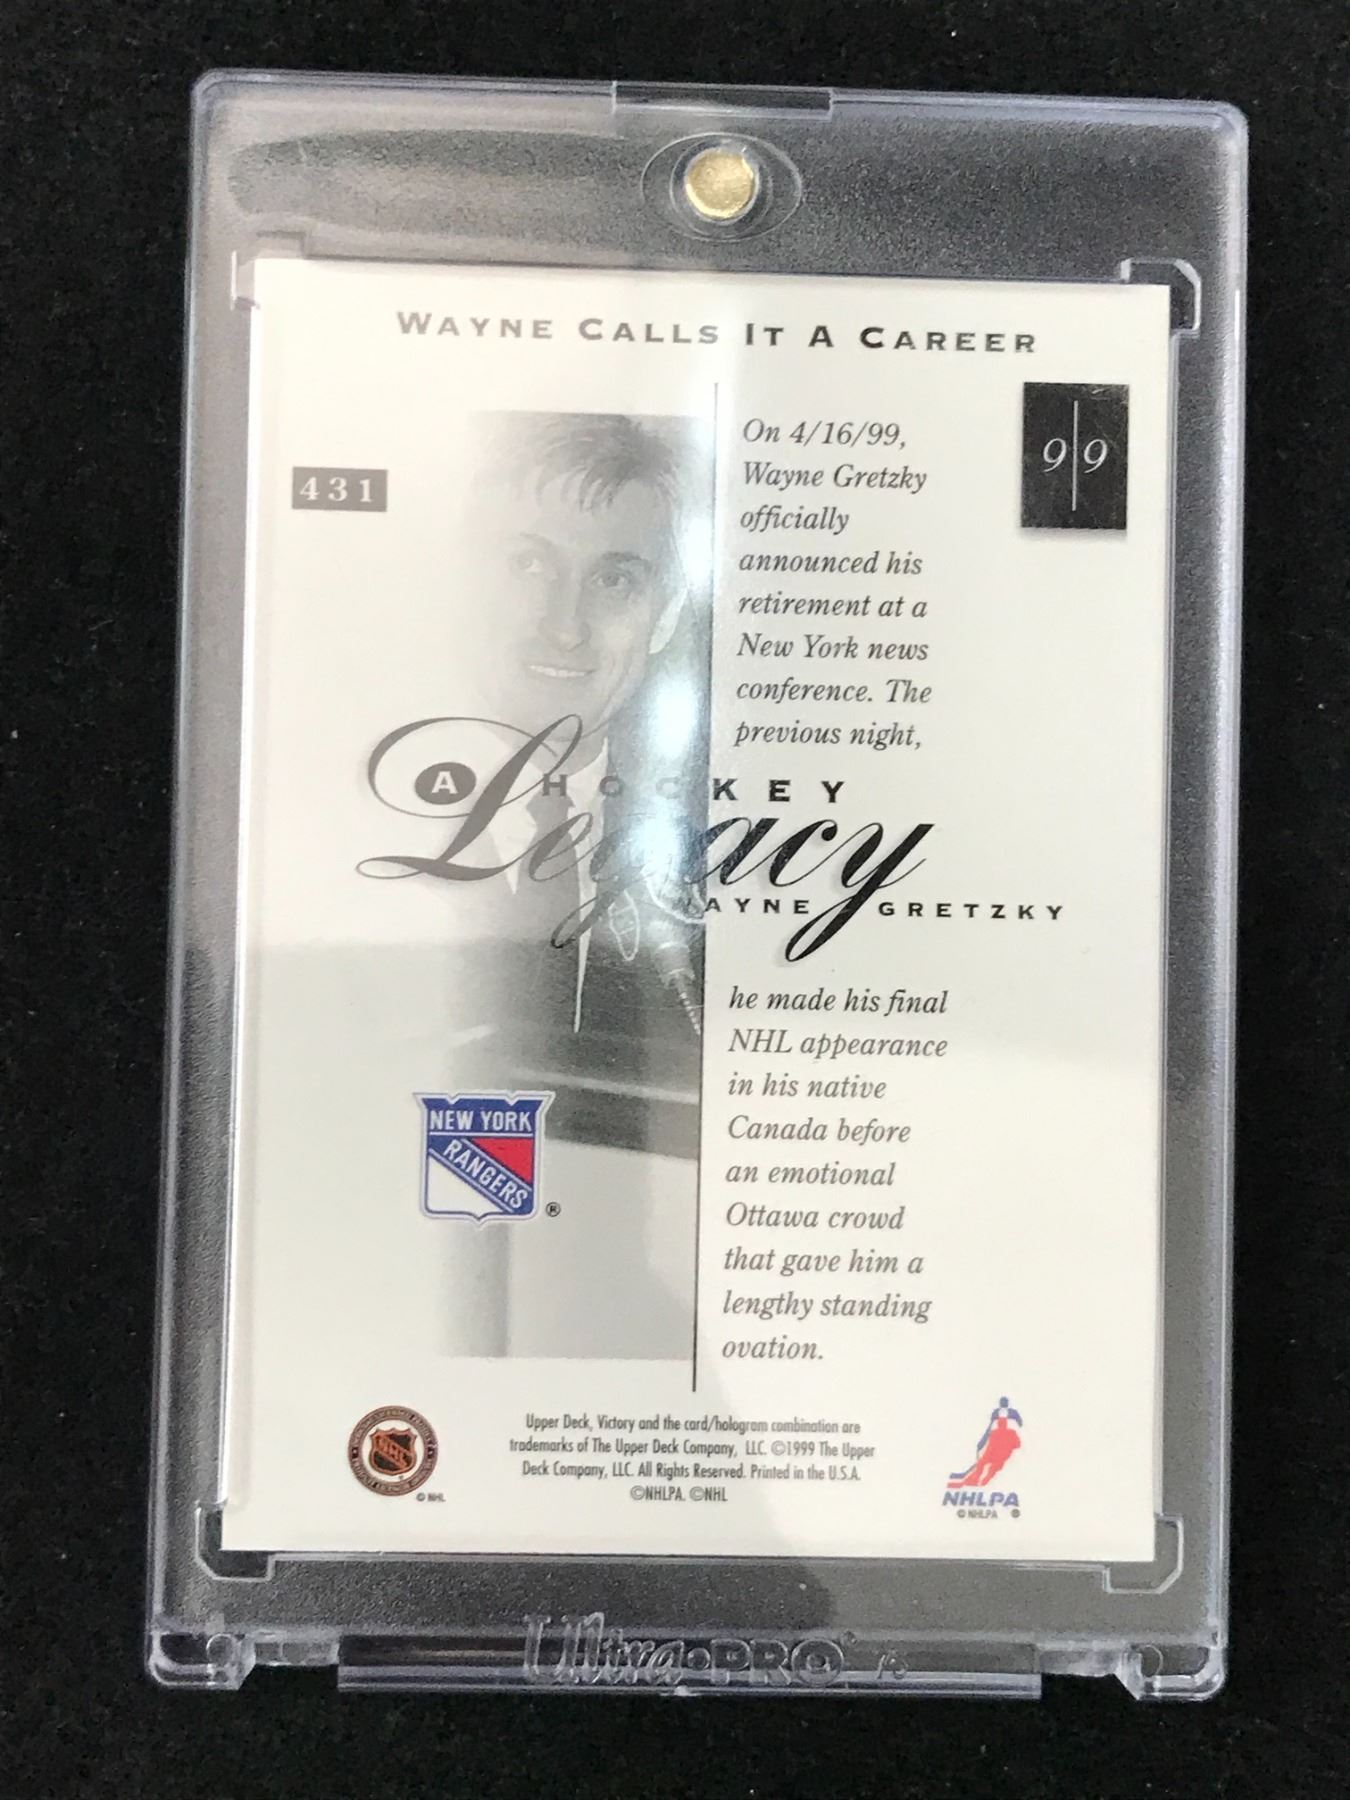 WAYNE CALLS IT A CAREER
431
9 9
On 4/16/99,
Wayne Gretzky
officially
announced his
retirement at a
New York news
conference. The
previous night,
A HOCKEY
Legacy
WAYNE GRETZKY
he made his final
NHL appearance
in his native
Canada before
an emotional
Ottawa crowd
that gave him a
lengthy standing
ovation.
NEW YORK
RANGERS
®
Upper Deck, Victory and the card/hologram combination are
trademarks of The Upper Deck Company, LLC. ©1999 The Upper
Deck Company, LLC. All Rights Reserved. Printed in the U.S.A.
©NHLPA. ©NHL
NHL
© NHL
NHLPA
© NHLPA ®
Ultra•PRO®